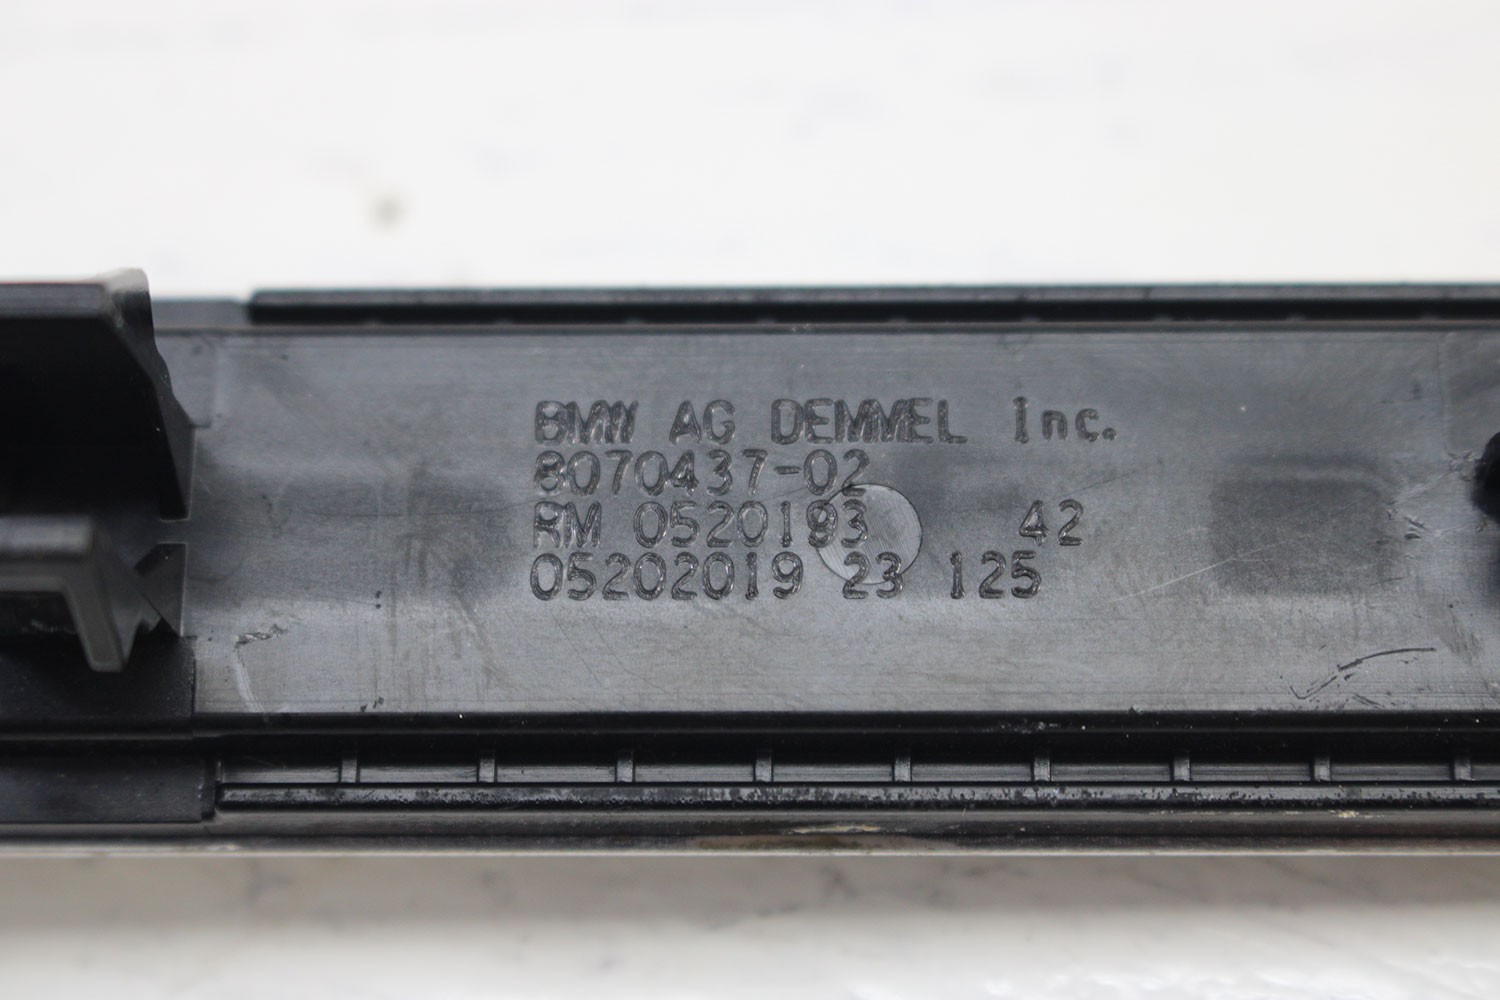 BMW AG DEMMEL Inc.
8070437-02
RM 0520193 42
05202019 23 125